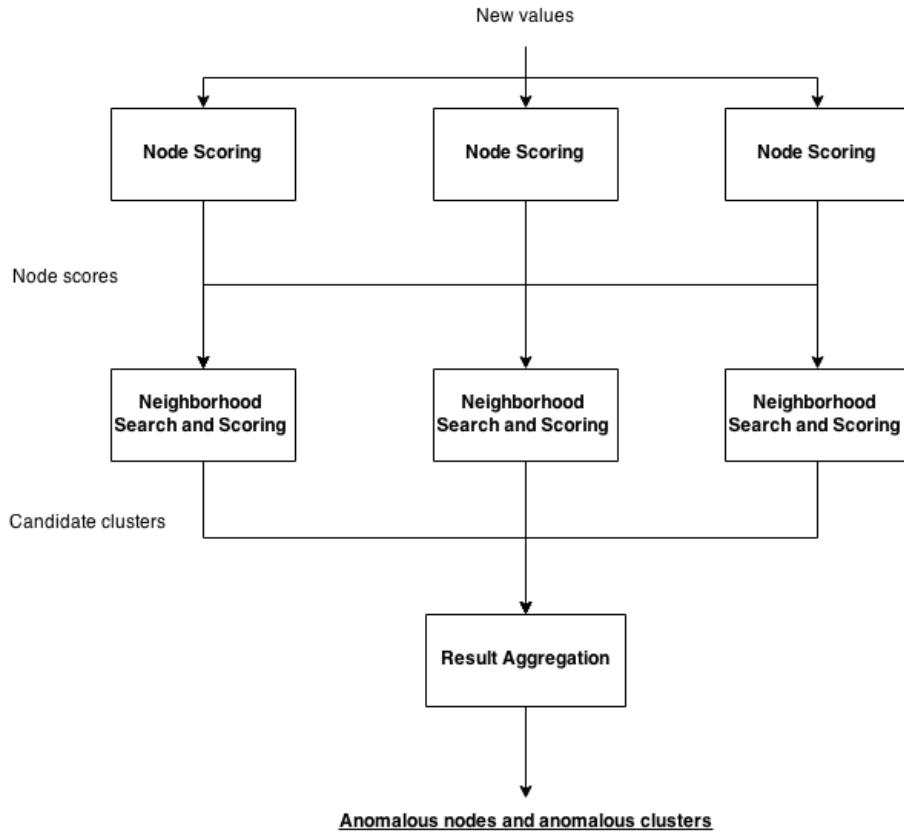 New values
Node Scoring
Node Scoring
Node Scoring
Node scores
Neighborhood
Search and Scoring
Neighborhood
Search and Scoring
Neighborhood
Search and Scoring
Candidate clusters
Result Aggregation
Anomalous nodes and anomalous clusters